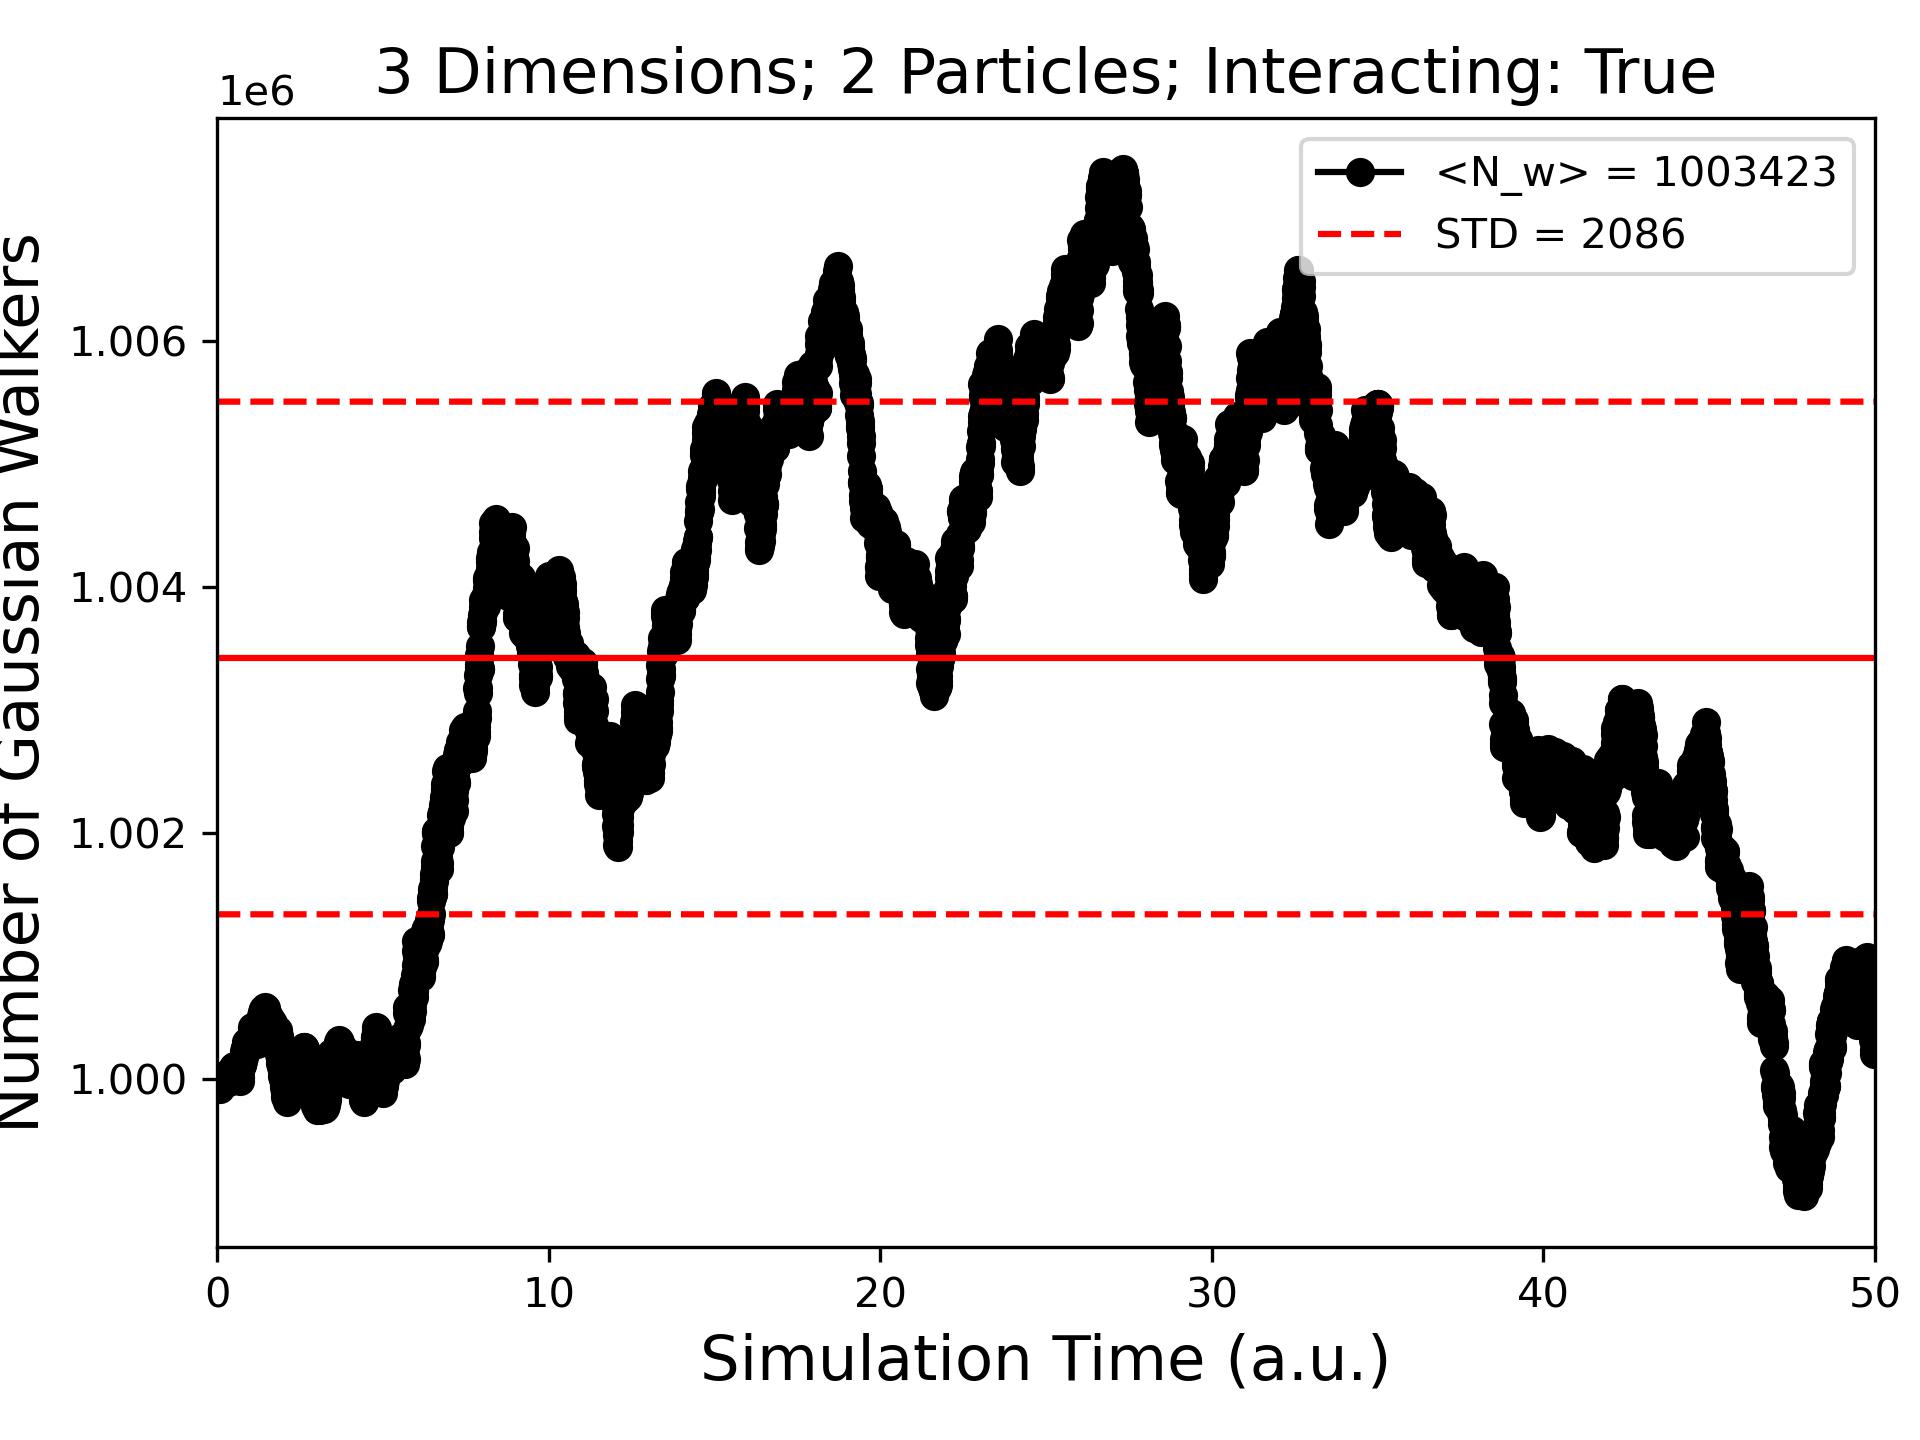 3 Dimensions; 2 Particles; Interacting: True
1e6
<N_w> = 1003423
STD = 2086
Number of Gaussian Walkers
1.006
1.004
1.002
1.000
0 10 20 30 40 50
Simulation Time (a.u.)